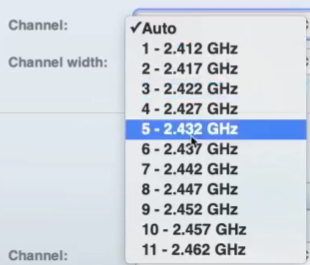 Channel:
✓Auto
1 - 2.412 GHz
Channel width:
2 - 2.417 GHz
3 - 2.422 GHz
4 - 2.427 GHz
5 - 2.432 GHz
6 - 2.437 GHz
7 - 2.442 GHz
8 - 2.447 GHz
9 - 2.452 GHz
10 - 2.457 GHz
11 - 2.462 GHz
Channel: